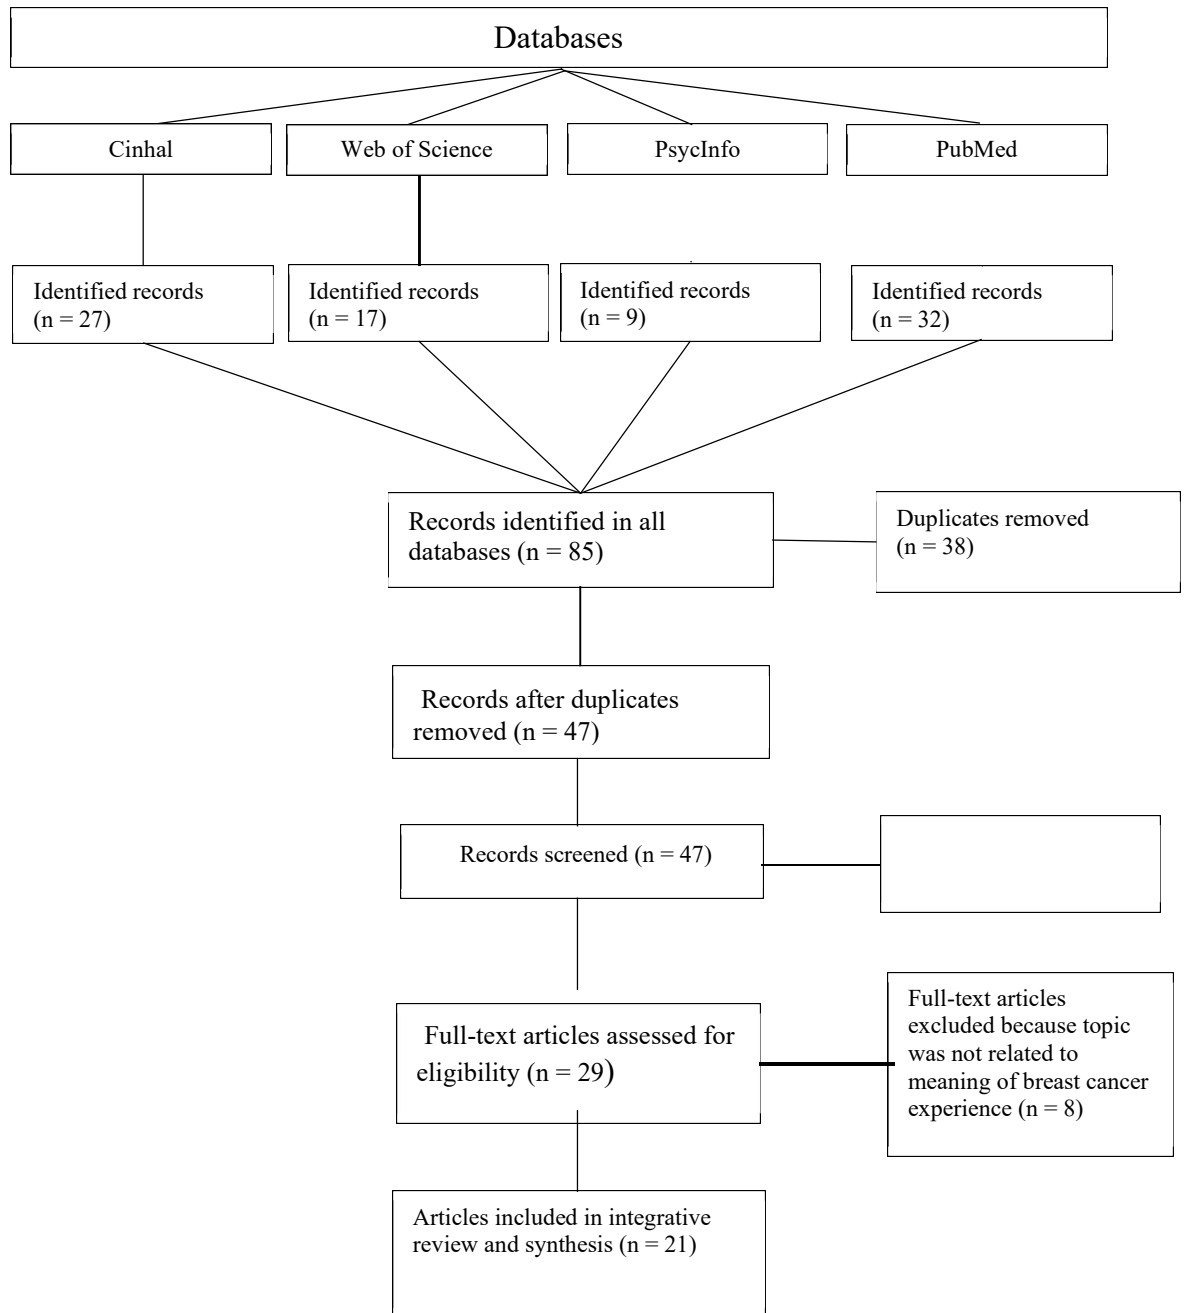 Databases
Cinhal
Web of Science
PsycInfo
PubMed
Identified records
(n = 27)
Identified records
(n = 17)
Identified records
(n = 9)
Identified records
(n = 32)
Records identified in all
databases (n = 85)
Duplicates removed
(n = 38)
Records after duplicates
removed (n = 47)
Records screened (n = 47)
Full-text articles assessed for
eligibility (n = 29)
Full-text articles
excluded because topic
was not related to
meaning of breast cancer
experience (n = 8)
Articles included in integrative
review and synthesis (n = 21)